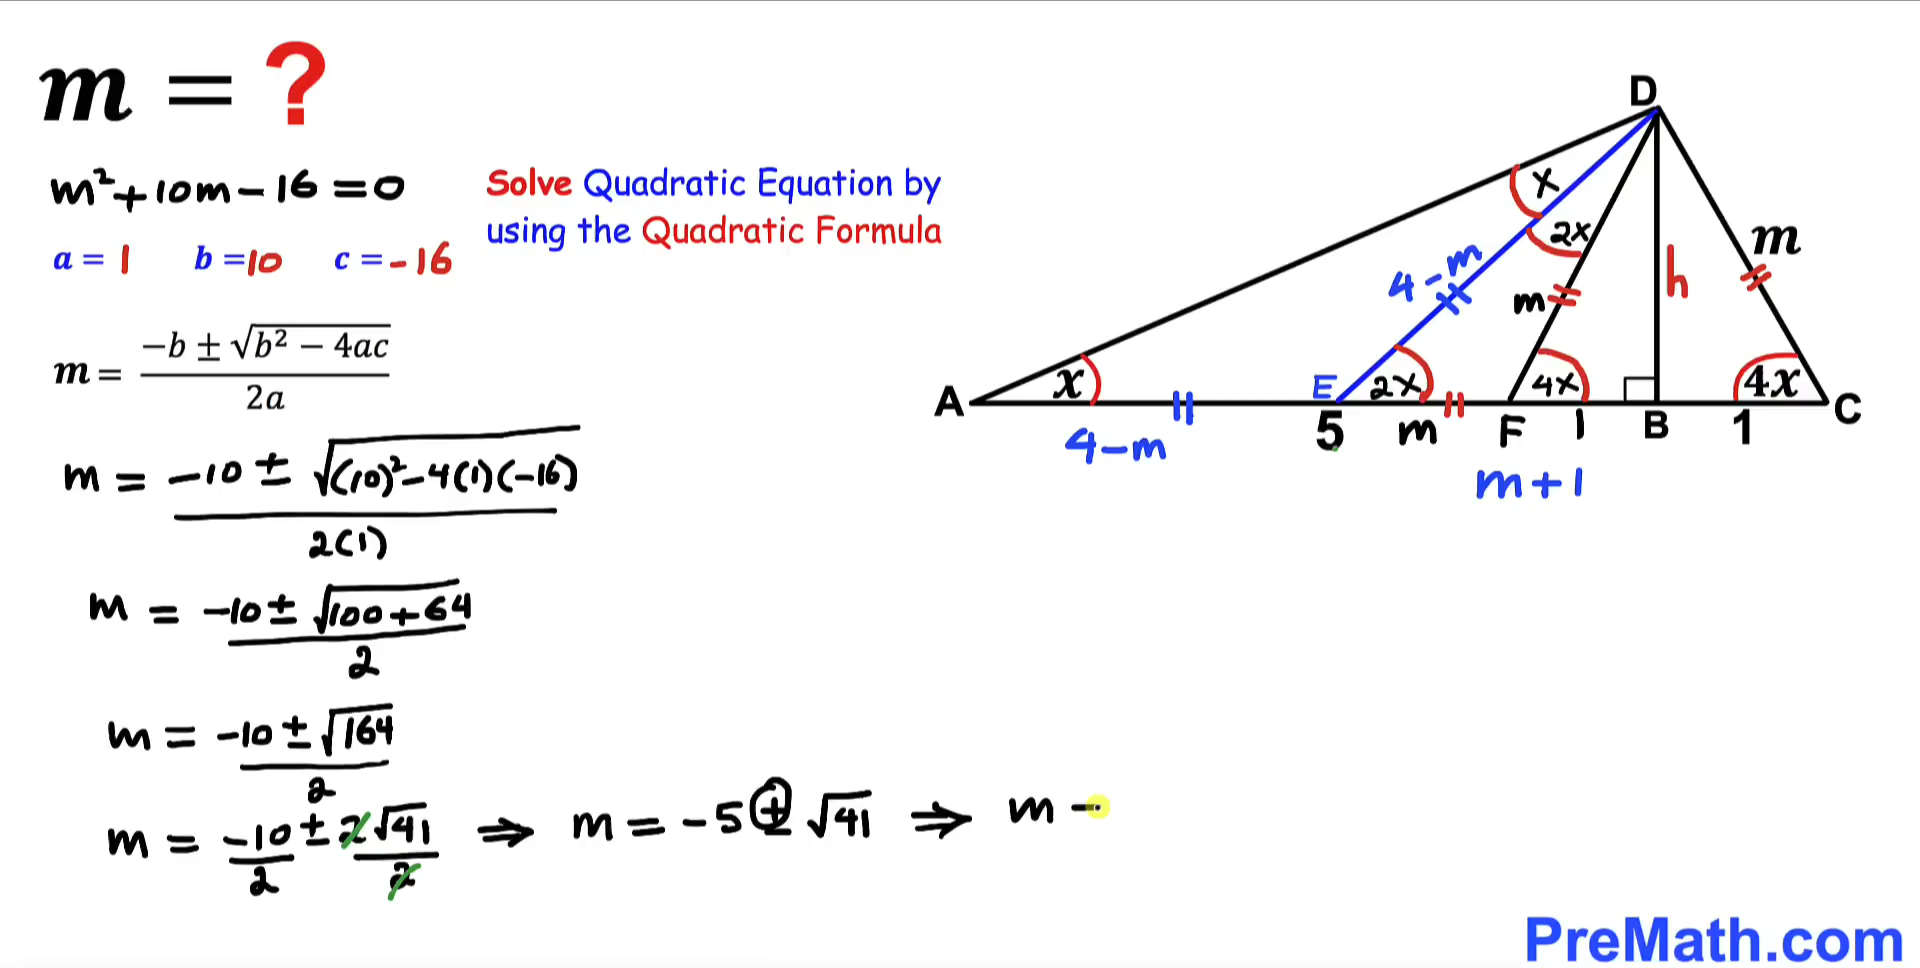 m = ?
m² + 10m - 16 = 0
Solve Quadratic Equation by
using the Quadratic Formula
a = 1 b = 10 c = -16
m = (-b ± √(b² - 4ac)) / 2a
m = (-10 ± √((10)² - 4(1)(-16))) / 2(1)
m = (-10 ± √(100 + 64)) / 2
m = (-10 ± √164) / 2
m = -10/2 ± 2√41/2 ⇒ m = -5 ± √41 ⇒ m -
D
x
2x
4-m
m
h
m
A x E 2x 4x 4x C
5 m F 1 B 1
4-m
m+1
PreMath.com